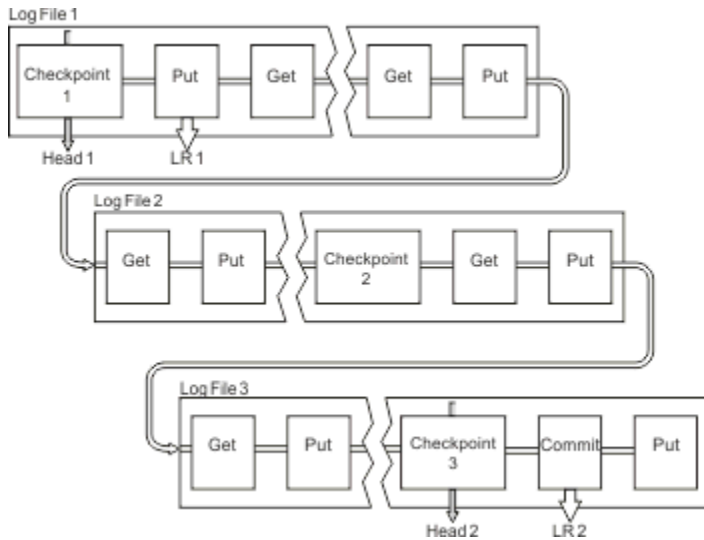 Log File 1
Checkpoint
1
Put
Get
Get
Put
Head 1
LR 1
Log File 2
Get
Put
Checkpoint
2
Get
Put
Log File 3
Get
Put
Checkpoint
3
Commit
Put
Head 2
LR 2